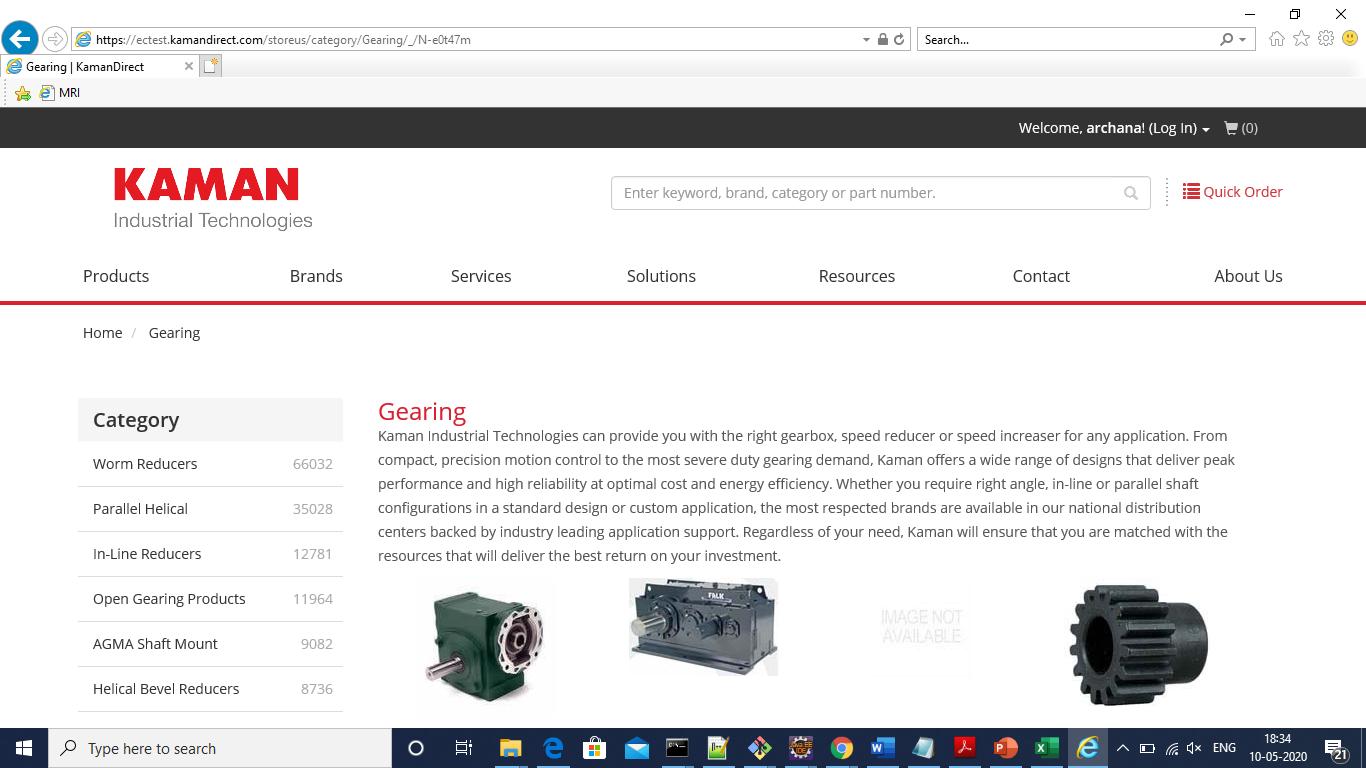 https://ectest.kamandirect.com/storeus/category/Gearing/_/N-e0t47m
Search...
Gearing | KamanDirect
MRI
Welcome, archana! (Log In)
(0)
KAMAN
Industrial Technologies
Enter keyword, brand, category or part number.
Quick Order
Products Brands Services Solutions Resources Contact About Us
Home / Gearing
Category
Worm Reducers 66032
Parallel Helical 35028
In-Line Reducers 12781
Open Gearing Products 11964
AGMA Shaft Mount 9082
Helical Bevel Reducers 8736
Gearing
Kaman Industrial Technologies can provide you with the right gearbox, speed reducer or speed increaser for any application. From
compact, precision motion control to the most severe duty gearing demand, Kaman offers a wide range of designs that deliver peak
performance and high reliability at optimal cost and energy efficiency. Whether you require right angle, in-line or parallel shaft
configurations in a standard design or custom application, the most respected brands are available in our national distribution
centers backed by industry leading application support. Regardless of your need, Kaman will ensure that you are matched with the
resources that will deliver the best return on your investment.
FALK
IMAGE NOT
AVAILABLE
Type here to search
ENG
18:34
10-05-2020
21